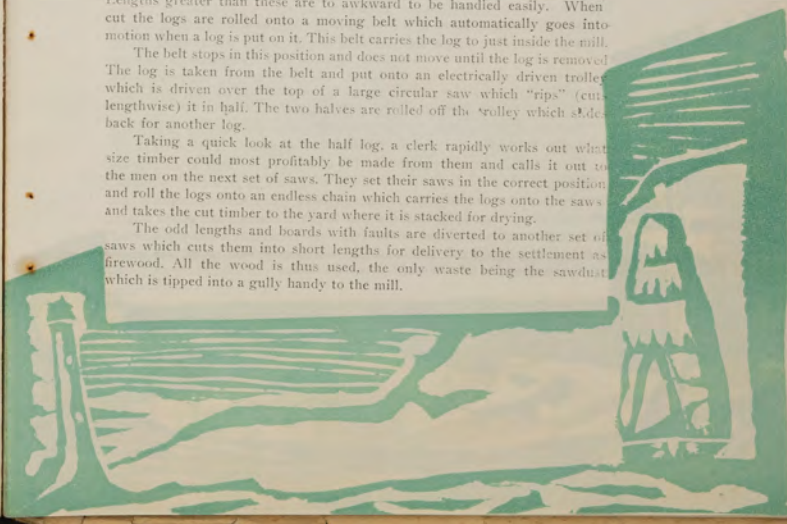 Lengths greater than these are to awkward to be handled easily. When
cut the logs are rolled onto a moving belt which automatically goes into
motion when a log is put on it. This belt carries the log to just inside the mill.
The belt stops in this position and does not move until the log is removed
The log is taken from the belt and put onto an electrically driven trolley
which is driven over the top of a large circular saw which "rips" (cuts
lengthwise) it in half. The two halves are rolled off the trolley which slides
back for another log.
Taking a quick look at the half log, a clerk rapidly works out what
size timber could most profitably be made from them and calls it out to
the men on the next set of saws. They set their saws in the correct position
and roll the logs onto an endless chain which carries the logs onto the saws
and takes the cut timber to the yard where it is stacked for drying.
The odd lengths and boards with faults are diverted to another set of
saws which cuts them into short lengths for delivery to the settlement as
firewood. All the wood is thus used, the only waste being the sawdust
which is tipped into a gully handy to the mill.